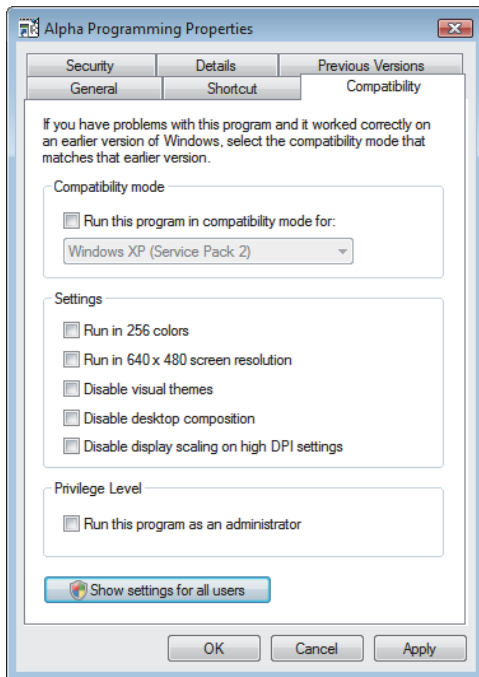 Alpha Programming Properties
Security Details Previous Versions
General Shortcut Compatibility
If you have problems with this program and it worked correctly on
an earlier version of Windows, select the compatibility mode that
matches that earlier version.
Compatibility mode
Run this program in compatibility mode for:
Windows XP (Service Pack 2)
Settings
Run in 256 colors
Run in 640 x 480 screen resolution
Disable visual themes
Disable desktop composition
Disable display scaling on high DPI settings
Privilege Level
Run this program as an administrator
Show settings for all users
OK Cancel Apply